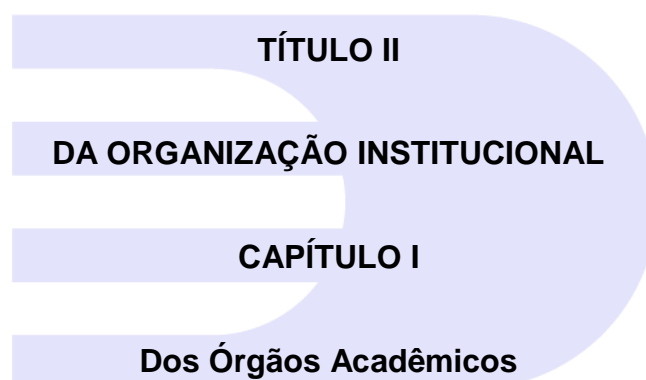 TÍTULO II
DA ORGANIZAÇÃO INSTITUCIONAL
CAPÍTULO I
Dos Órgãos Acadêmicos